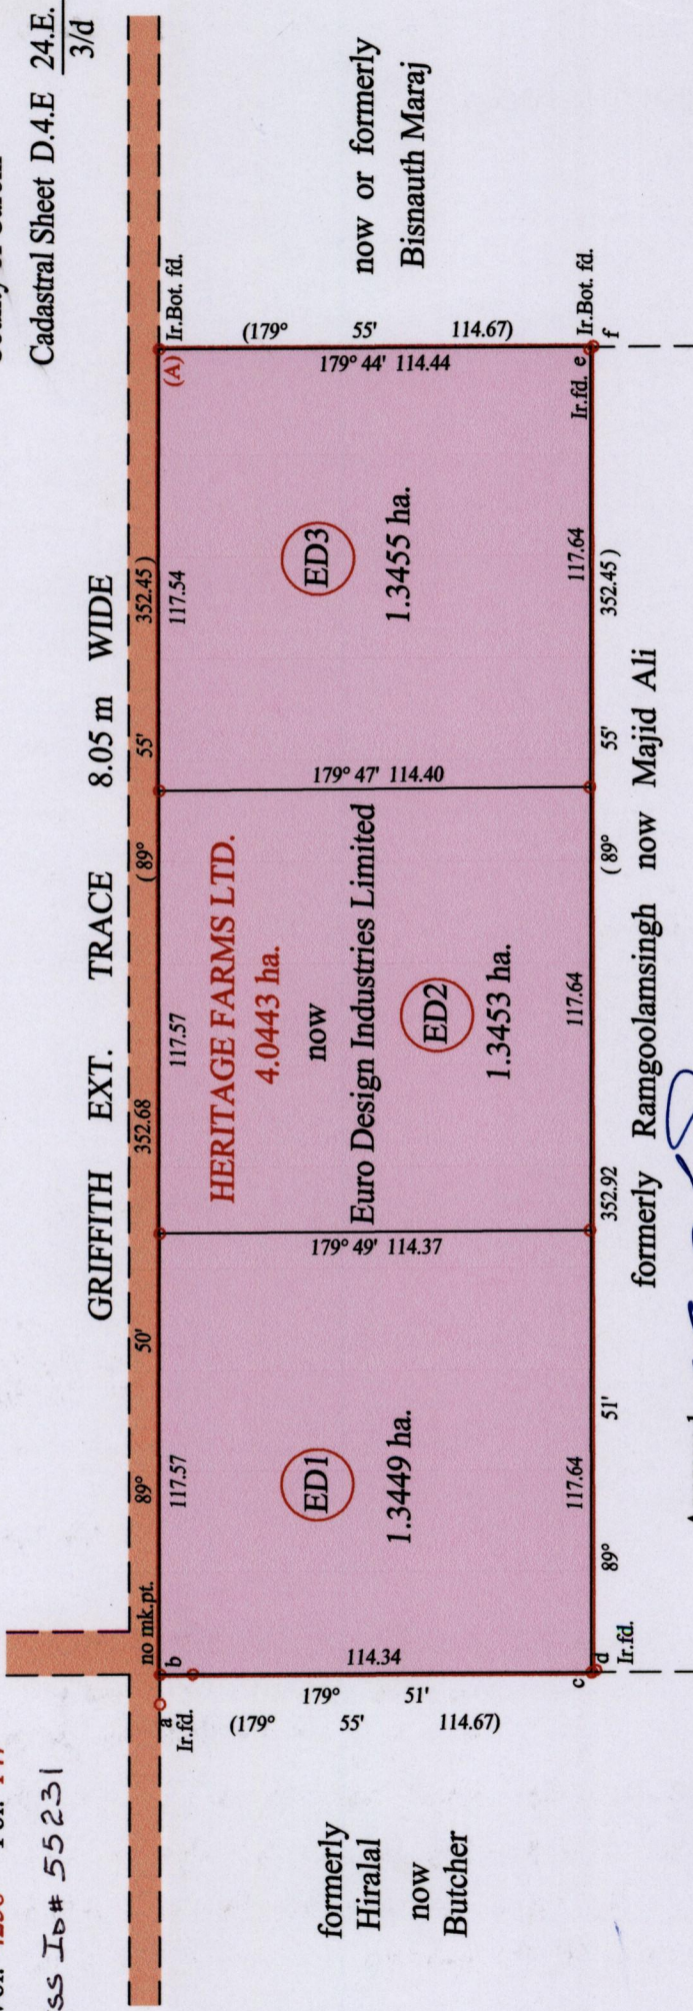 Cadastral Sheet D.4.E 24.E.
3/d
ss ID# 55231
GRIFFITH EXT. TRACE 8.05 m WIDE
89° 50' 352.68 ( 89° 55' 352.45 )
no mk.pt.
a
Ir.fd.
b
117.57
117.57
117.54
(A)
Ir.Bot. fd.
formerly
Hiralal
now
Butcher
(179° 55' 114.67)
179° 51'
114.34
ED1
1.3449 ha.
179° 49' 114.37
HERITAGE FARMS LTD.
4.0443 ha.
now
Euro Design Industries Limited
ED2
1.3453 ha.
179° 47' 114.40
ED3
1.3455 ha.
179° 44' 114.44
(179° 55' 114.67)
now or formerly
Bisnauth Maraj
c
d
Ir.fd.
117.64
117.64
117.64
Ir.fd. e
Ir.Bot. fd.
f
89° 51' 352.92 ( 89° 55' 352.45 )
formerly Ramgoolamsingh now Majid Ali